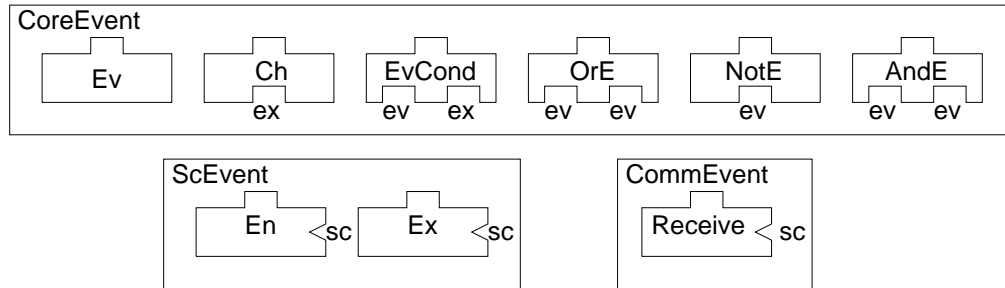 CoreEvent
Ev Ch EvCond OrE NotE AndE
ex ev ex ev ev ev ev ev
ScEvent CommEvent
En sc Ex sc Receive sc